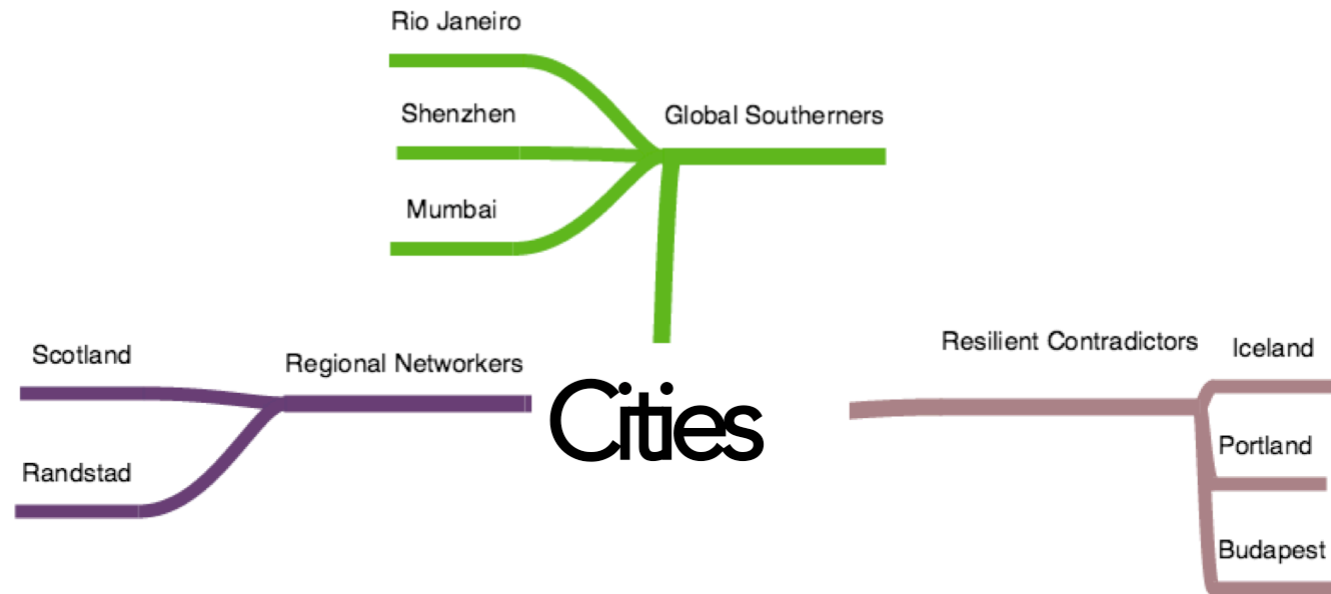 Rio Janeiro
Shenzhen
Global Southerners
Mumbai
Scotland
Regional Networkers
Randstad
Cities
Resilient Contradictors
Iceland
Portland
Budapest